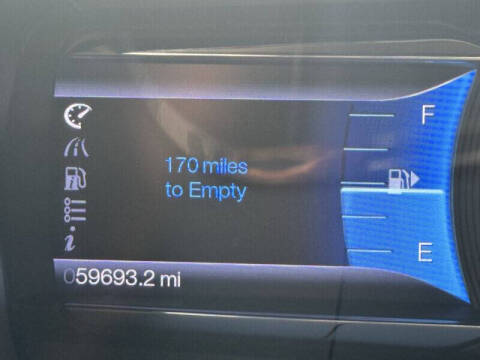 F
170 miles
to Empty
E
059693.2 mi